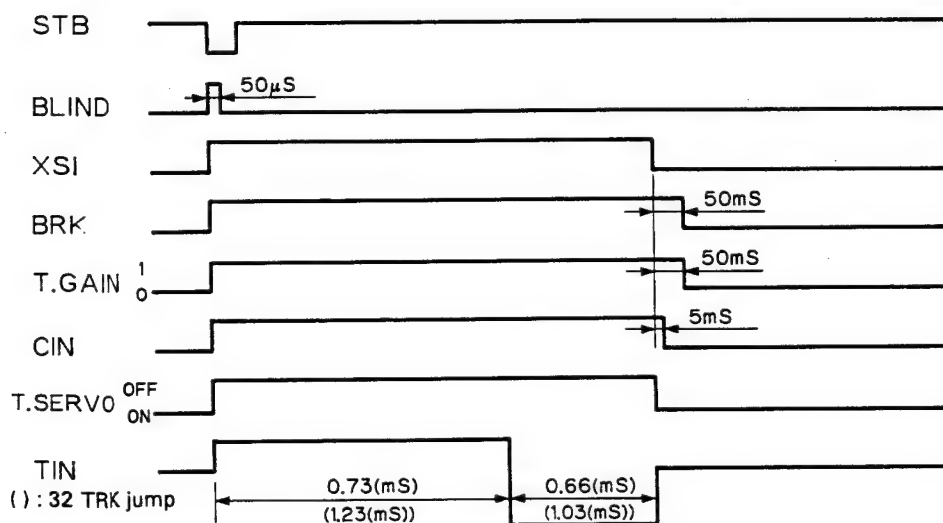 STB
50μS
BLIND
XSI
50mS
BRK
50mS
T.GAIN 1
0
5mS
CIN
T.SERVO OFF
ON
TIN
0.73(mS) 0.66(mS)
( ) : 32 TRK jump (1.23(mS)) (1.03(mS))